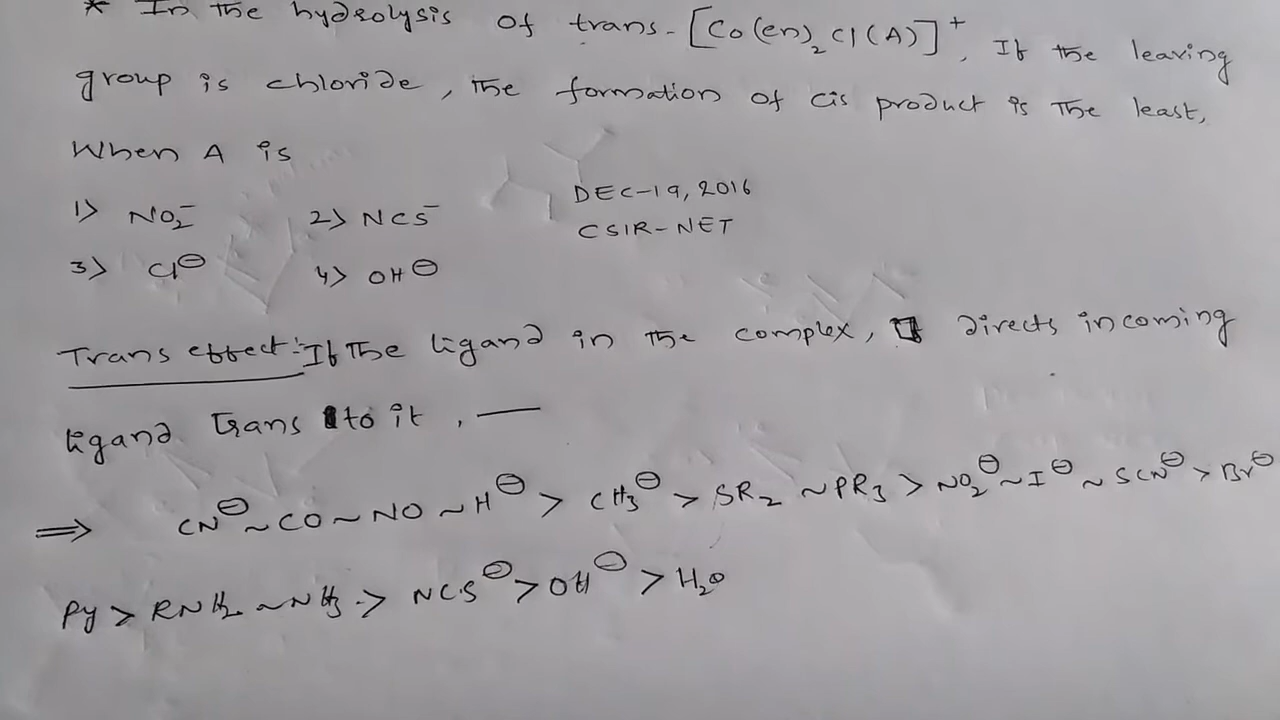 * In the hydrolysis of trans-[Co(en)₂Cl(A)]⁺, If the leaving
group is chloride, the formation of cis product is the least,
When A is
1) NO₂⁻ 2) NCS⁻
3) Cl⊖ 4) OH⊖
DEC-19, 2016
CSIR-NET
Trans effect:- If the ligand in the complex, directs incoming
ligand trans to it, —
⇒ CN⊖ ~ CO ~ NO ~ H⊖ > CH₃⊖ > SR₂ ~ PR₃ > NO₂⊖ ~ I⊖ ~ SCN⊖ > Br⊖
Py > RNH₂ ~ NH₃ > NCS⊖ > OH⊖ > H₂O